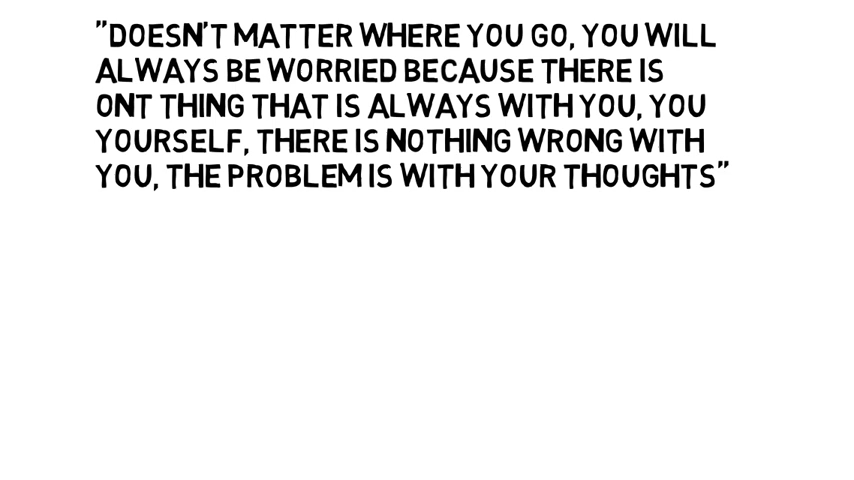 "DOESN'T MATTER WHERE YOU GO, YOU WILL
ALWAYS BE WORRIED BECAUSE THERE IS
ONT THING THAT IS ALWAYS WITH YOU, YOU
YOURSELF, THERE IS NOTHING WRONG WITH
YOU, THE PROBLEM IS WITH YOUR THOUGHTS"